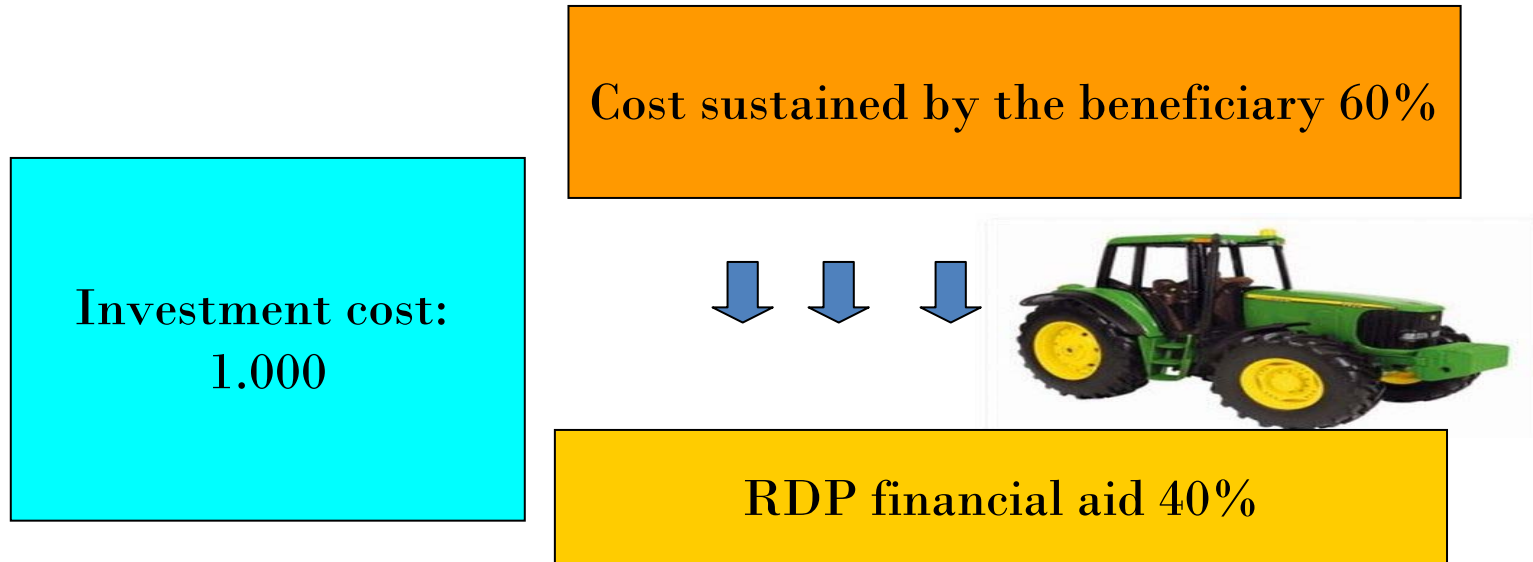 Cost sustained by the beneficiary 60%
Investment cost:
1.000
RDP financial aid 40%